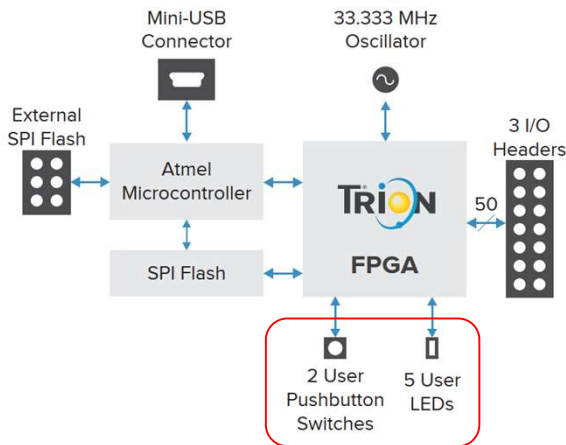 Mini-USB
Connector
33.333 MHz
Oscillator
External
SPI Flash
3 I/O
Headers
Atmel
Microcontroller
TRION
FPGA
50
SPI Flash
2 User
Pushbutton
Switches
5 User
LEDs